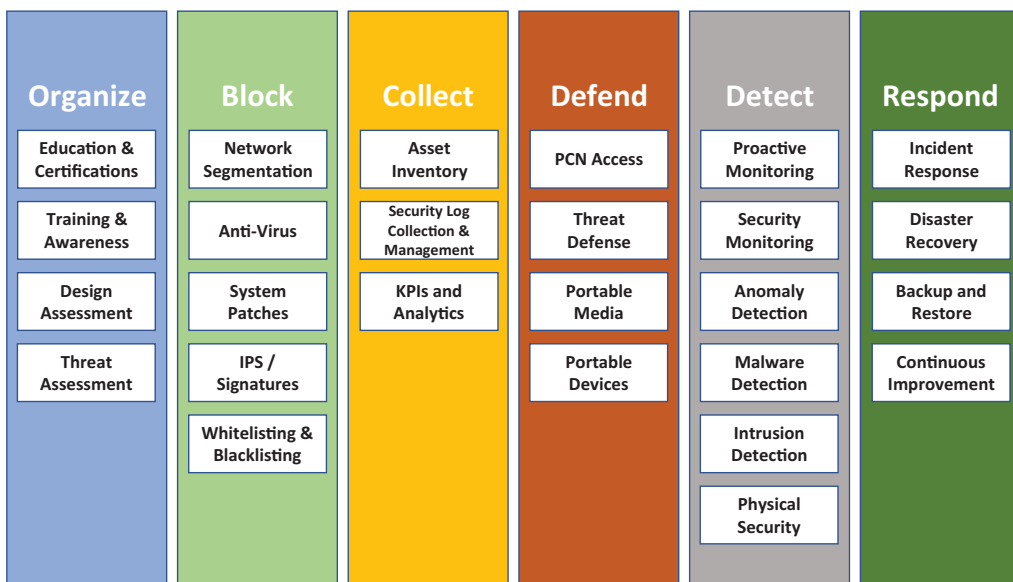 Organize
Education &
Certifications
Training &
Awareness
Design
Assessment
Threat
Assessment
Block
Network
Segmentation
Anti-Virus
System
Patches
IPS /
Signatures
Whitelisting &
Blacklisting
Collect
Asset
Inventory
Security Log
Collection &
Management
KPIs and
Analytics
Defend
PCN Access
Threat
Defense
Portable
Media
Portable
Devices
Detect
Proactive
Monitoring
Security
Monitoring
Anomaly
Detection
Malware
Detection
Intrusion
Detection
Physical
Security
Respond
Incident
Response
Disaster
Recovery
Backup and
Restore
Continuous
Improvement